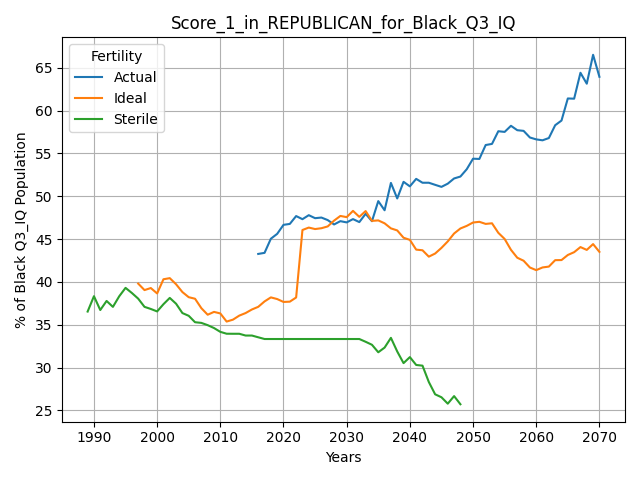 Score_1_in_REPUBLICAN_for_Black_Q3_IQ
Fertility
Actual
Ideal
Sterile
% of Black Q3_IQ Population
65
60
55
50
45
40
35
30
25
1990
2000
2010
2020
2030
2040
2050
2060
2070
Years